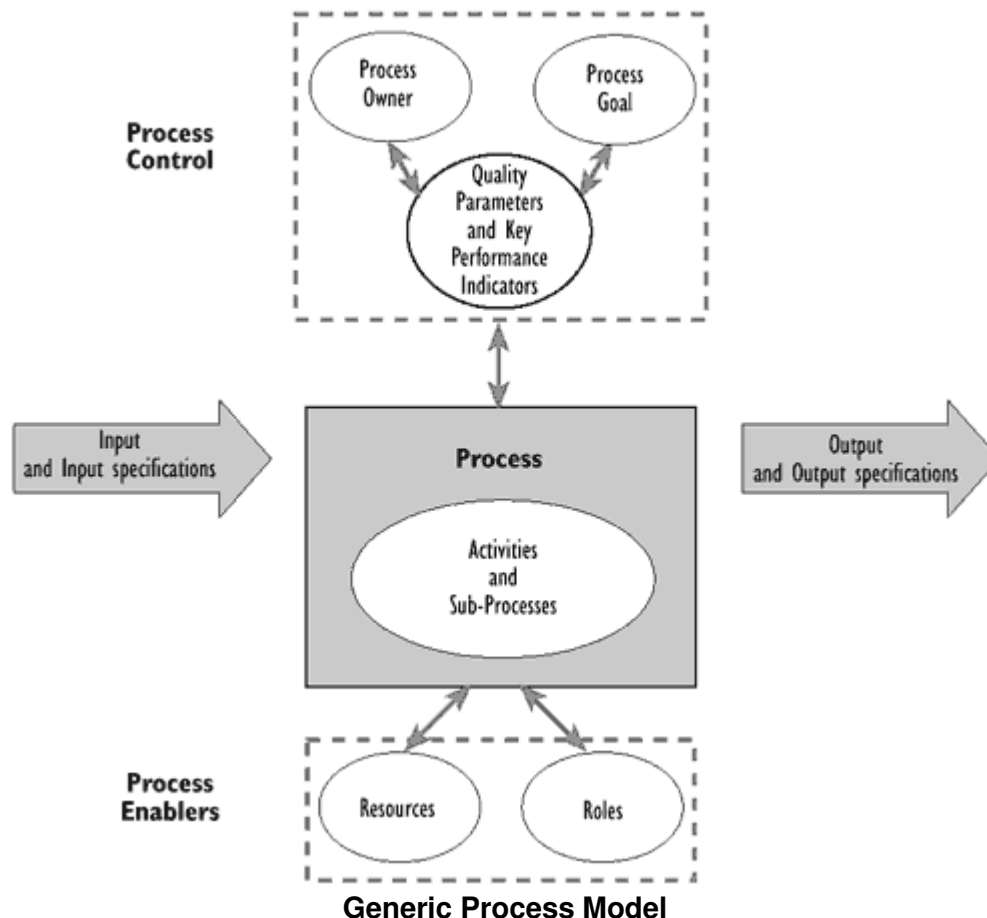 Process
Owner
Process
Goal
Process
Control
Quality
Parameters
and Key
Performance
Indicators
Input
and Input specifications
Process
Activities
and
Sub-Processes
Output
and Output specifications
Process
Enablers
Resources
Roles
Generic Process Model